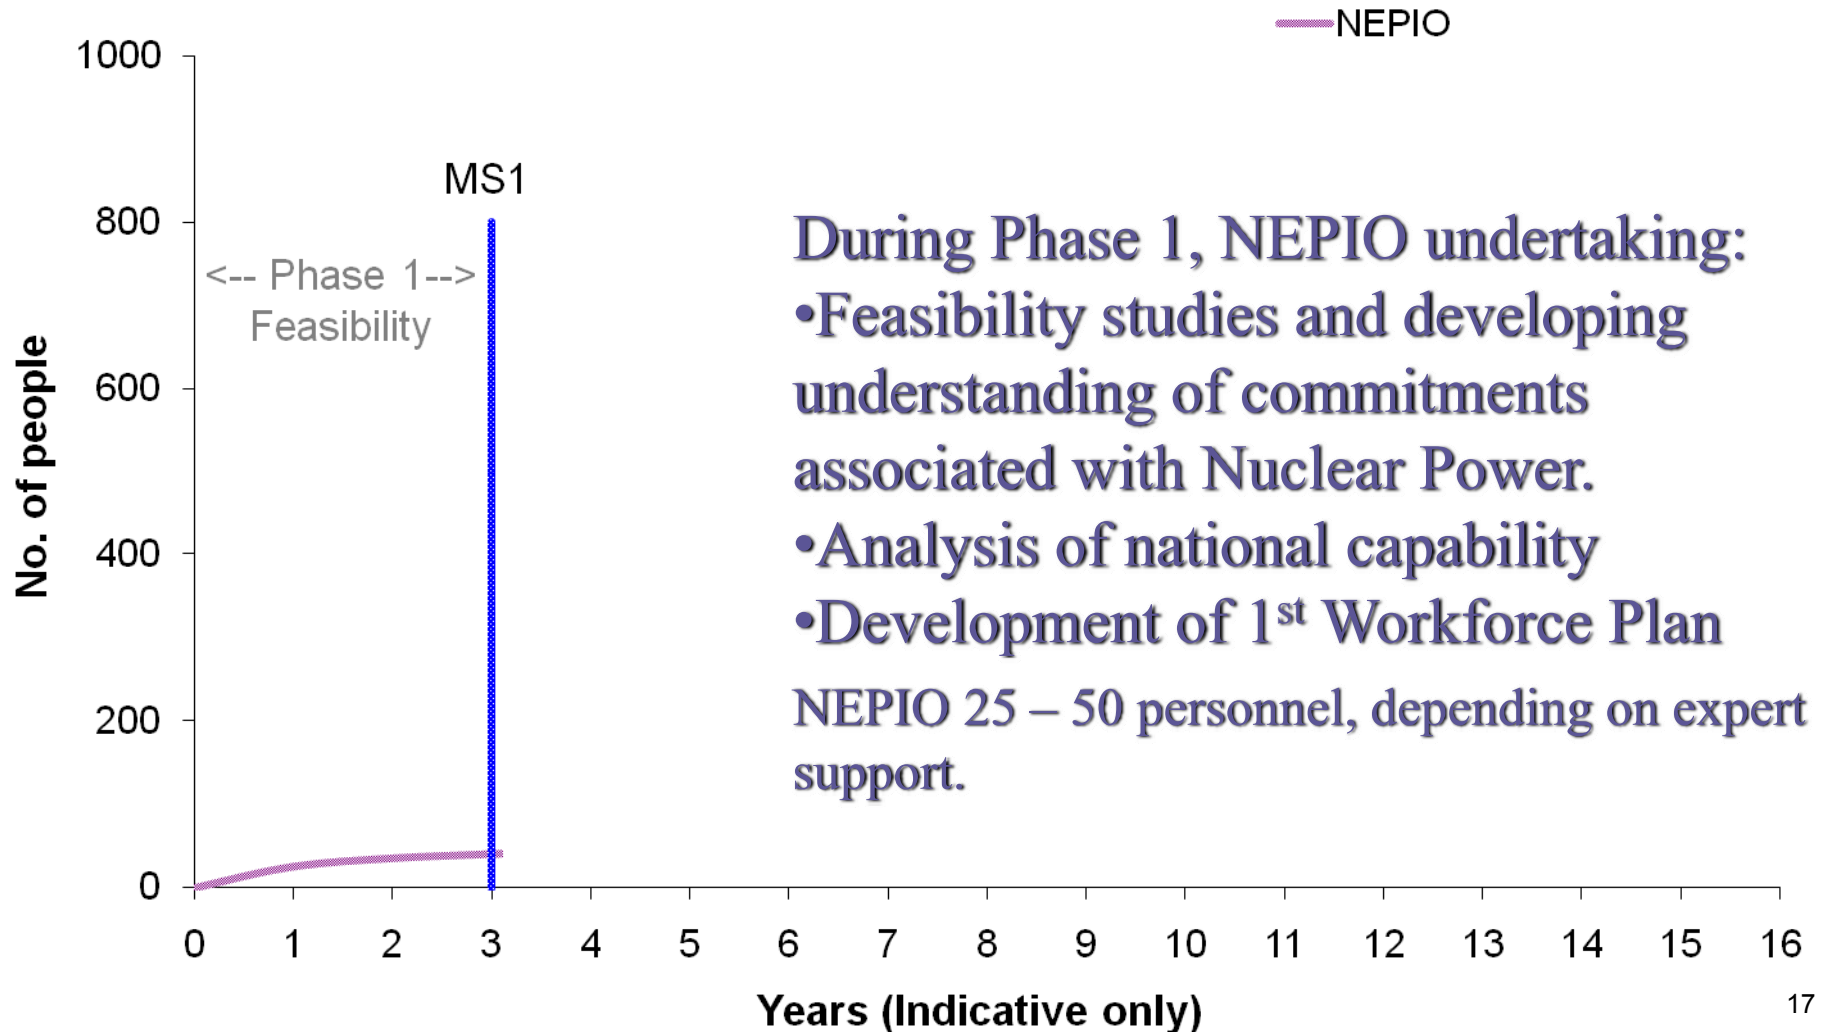 NEPIO
1000
MS1
800
<-- Phase 1-->
Feasibility
During Phase 1, NEPIO undertaking:
•Feasibility studies and developing
understanding of commitments
associated with Nuclear Power.
•Analysis of national capability
•Development of 1st Workforce Plan
NEPIO 25 – 50 personnel, depending on expert
support.
No. of people
600
400
200
0
0 1 2 3 4 5 6 7 8 9 10 11 12 13 14 15 16
Years (Indicative only)
17